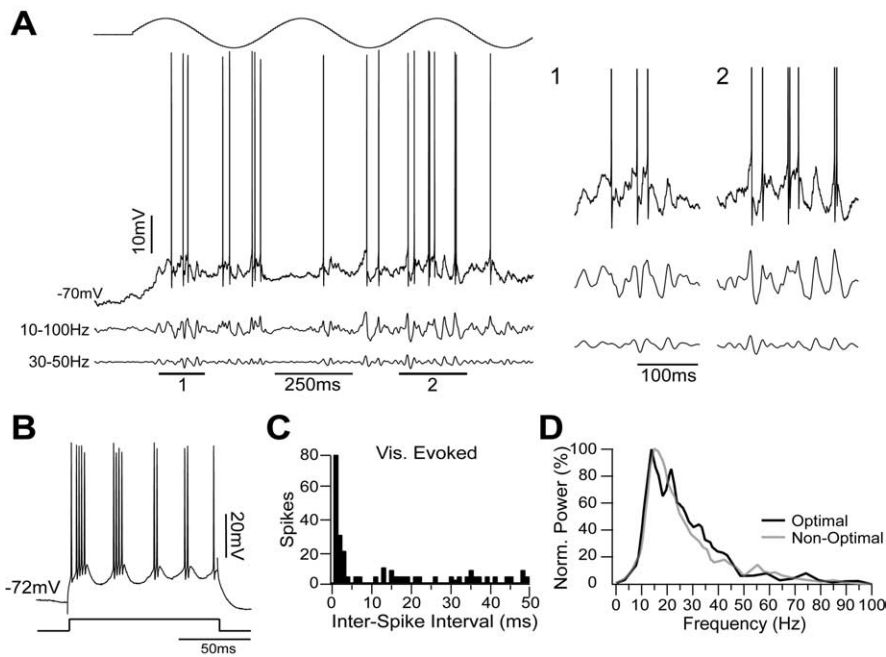 A
10mV
-70mV
10-100Hz
30-50Hz
1
250ms
2
1
2
100ms
B
20mV
-72mV
50ms
C
Vis. Evoked
Spikes
80
60
40
20
0
0 10 20 30 40 50
Inter-Spike Interval (ms)
D
Norm. Power (%)
100
80
60
40
20
0
Optimal
Non-Optimal
0 10 20 30 40 50 60 70 80 90 100
Frequency (Hz)